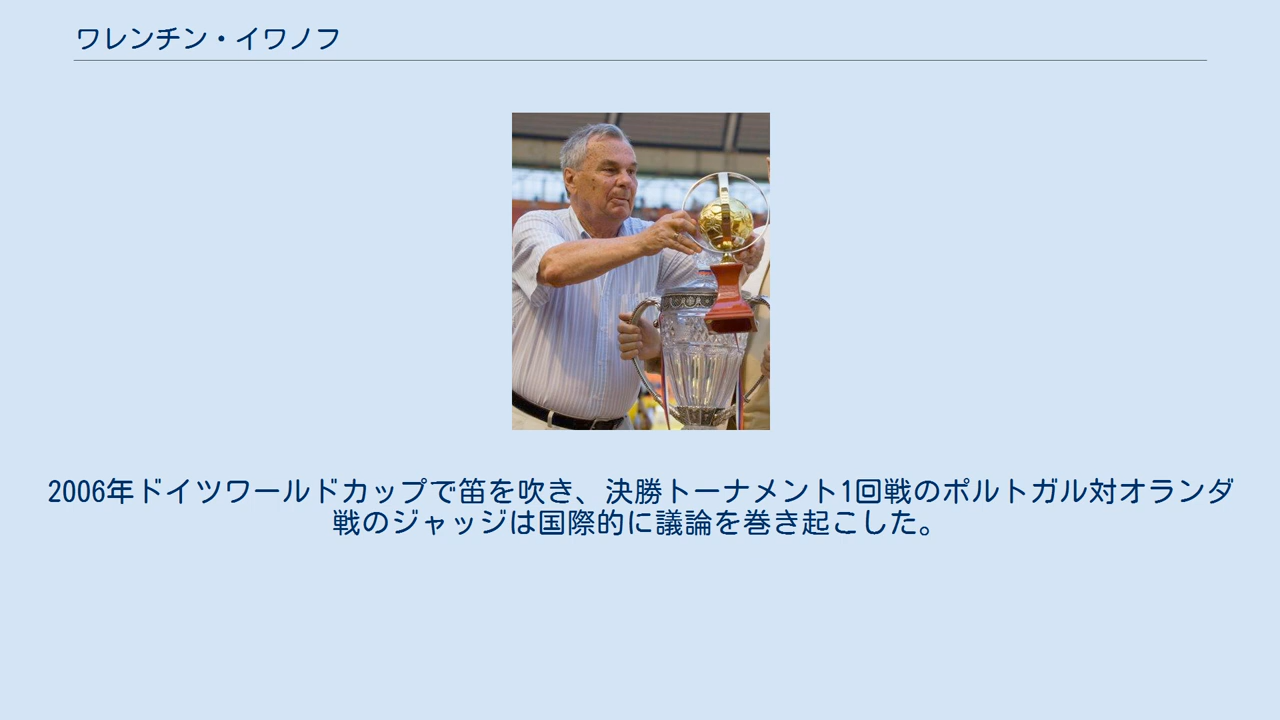 ワレンチン・イワノフ
2006年ドイツワールドカップで笛を吹き、決勝トーナメント1回戦のポルトガル対オランダ
戦のジャッジは国際的に議論を巻き起こした。